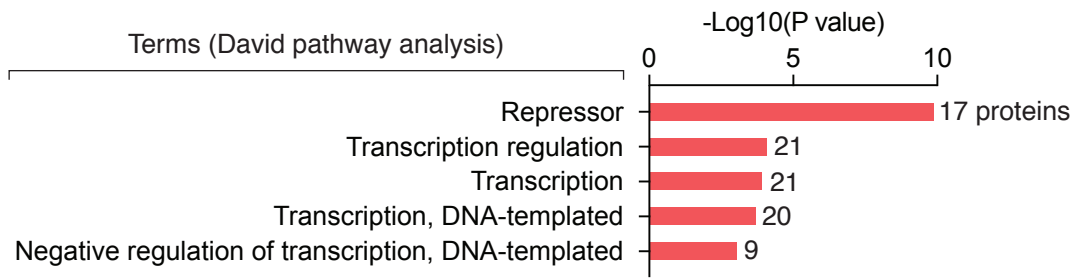 -Log10(P value)
Terms (David pathway analysis)
0 5 10
Repressor 17 proteins
Transcription regulation 21
Transcription 21
Transcription, DNA-templated 20
Negative regulation of transcription, DNA-templated 9